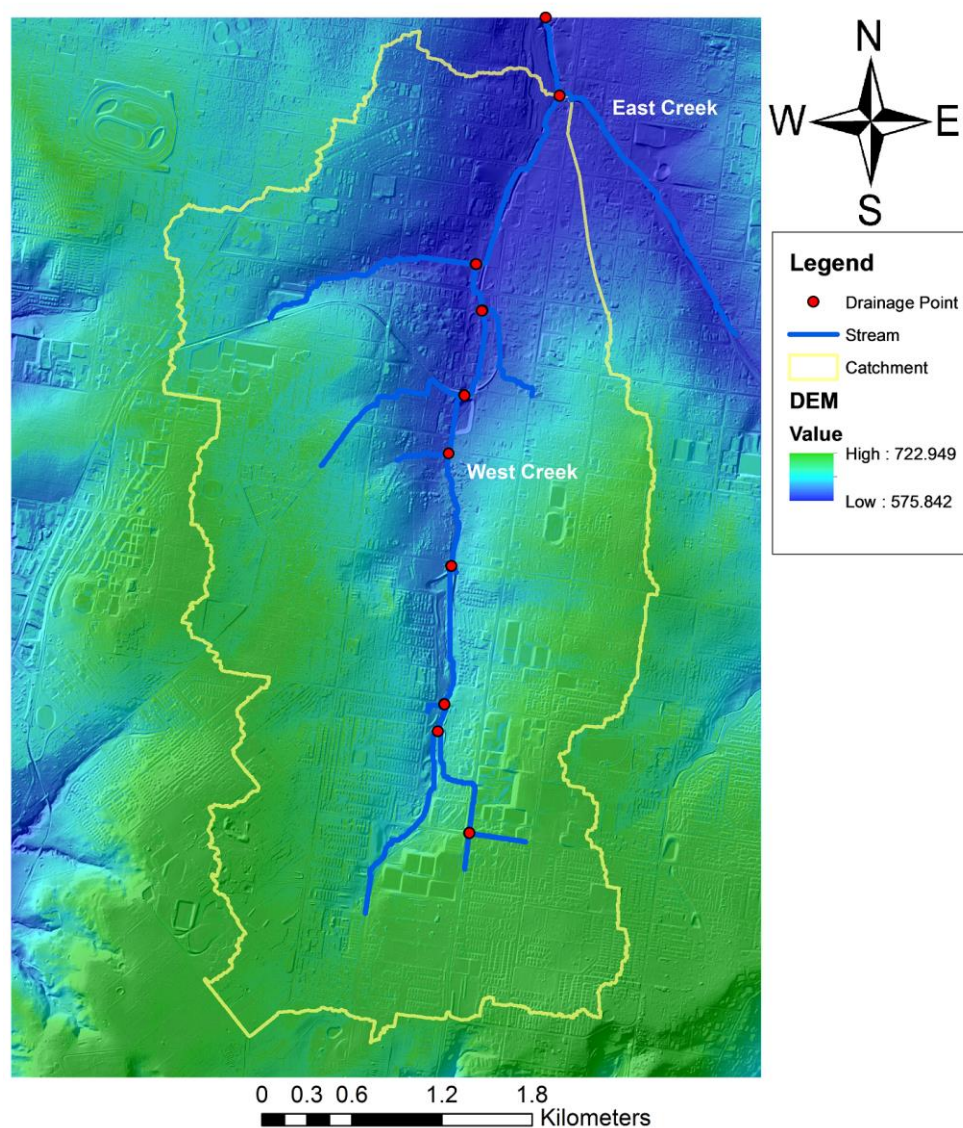 East Creek
West Creek
N
W E
S
Legend
Drainage Point
Stream
Catchment
DEM
Value
High : 722.949
Low : 575.842
0 0.3 0.6 1.2 1.8
Kilometers